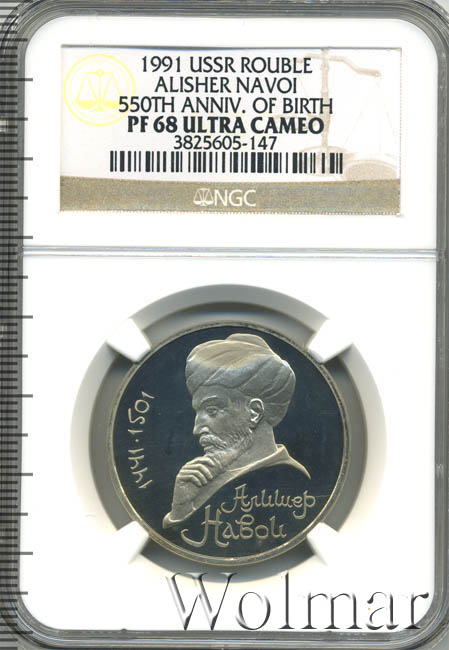 1991 USSR ROUBLE
ALISHER NAVOI
550TH ANNIV. OF BIRTH
PF 68 ULTRA CAMEO
3825605-147
NGC
1441·1501
Алишер
Навои
Wolmar